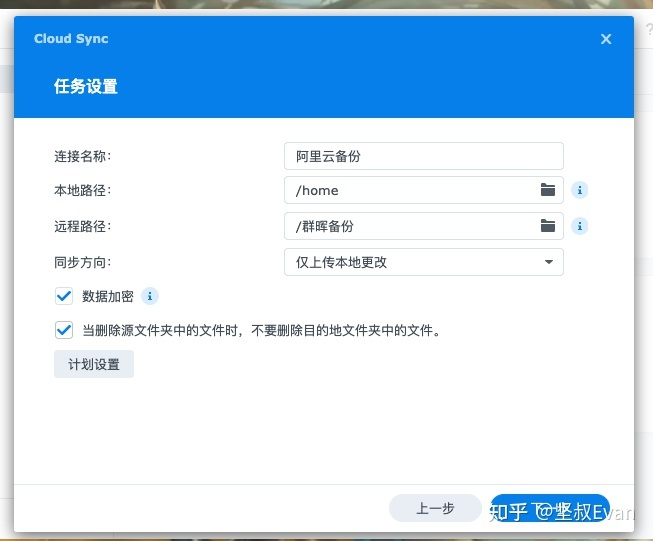 Cloud Sync
任务设置
连接名称: 阿里云备份
本地路径: /home
远程路径: /群晖备份
同步方向: 仅上传本地更改
数据加密
当删除源文件夹中的文件时，不要删除目的地文件夹中的文件。
计划设置
上一步
知乎 @坚叔Evan